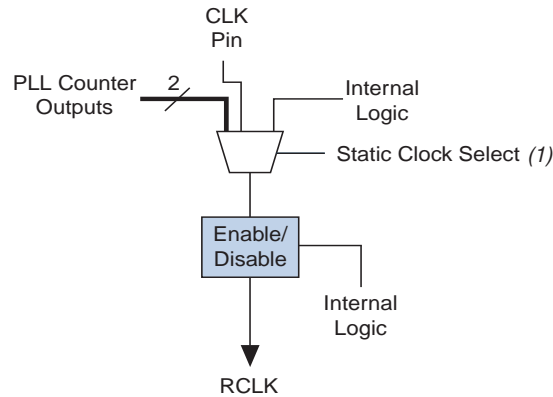 CLK
Pin
PLL Counter
Outputs
2
Internal
Logic
Static Clock Select (1)
Enable/
Disable
Internal
Logic
RCLK